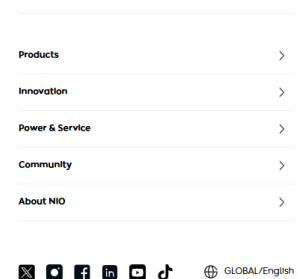 Products
Innovation
Power & Service
Community
About NIO
GLOBAL/English